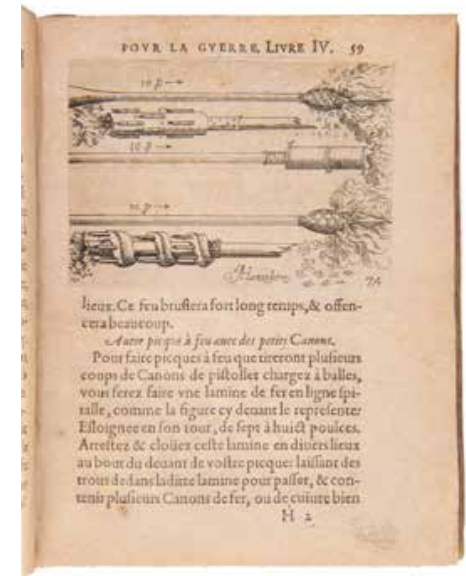 POVR LA GVERRE, LIVRE IV. 59
10 p
10 p
10 p
74
lieux. Ce feu bruſlera fort long temps, & offen-
cera beaucoup.
Autre picque à feu auec des petits Canons.
Pour faire picques à feu que tireront pluſieurs
coups de Canons de piſtollet chargez à balles,
vous ferez faire vne lamine de fer en ligne ſpi-
ralle, comme la figure cy deuant le repreſente:
Eſloignee en ſon tour, de ſept à huict poulces.
Arreſtez & cloüez ceſte lamine en diuers lieux
au bout du deuant de voſtre picque: laiſſant des
trous dedans laditte lamine pour paſſer, & con-
tenir pluſieurs Canons de fer, ou de cuiure bien
H 2